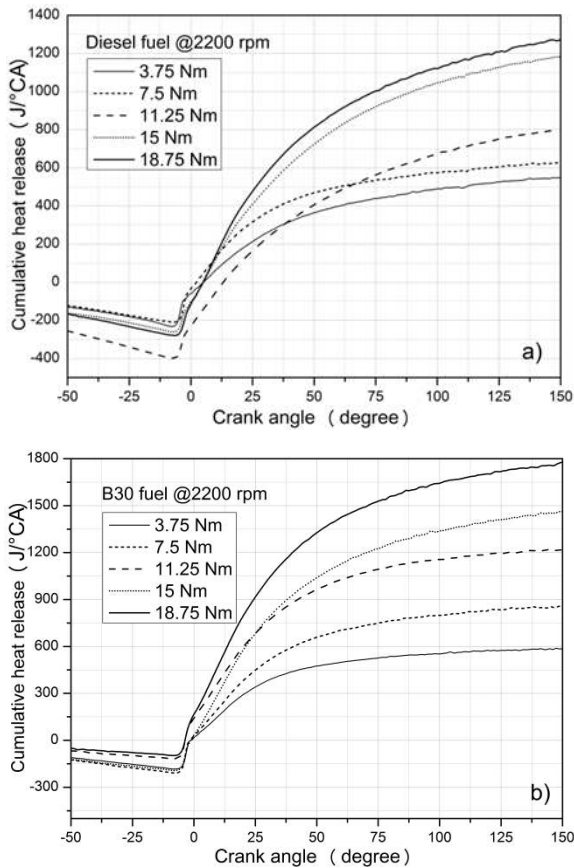 1400
Diesel fuel @2200 rpm
1200
3.75 Nm
1000
7.5 Nm
11.25 Nm
800
15 Nm
600
18.75 Nm
400
200
0
-200
-400
Cumulative heat release ( J/°CA)
a)
-50 -25 0 25 50 75 100 125 150
Crank angle ( degree )
1800
B30 fuel @2200 rpm
1500
3.75 Nm
7.5 Nm
1200
11.25 Nm
15 Nm
900
18.75 Nm
600
300
0
-300
Cumulative heat release ( J/°CA)
b)
-50 -25 0 25 50 75 100 125 150
Crank angle ( degree )